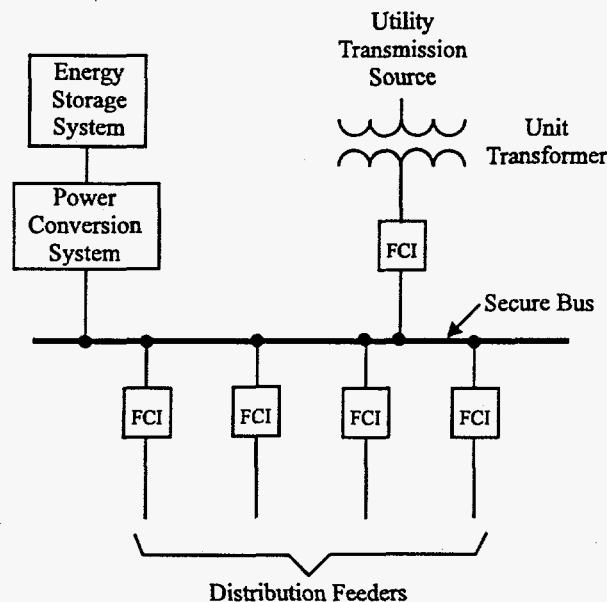 Utility
Transmission
Source
Energy
Storage
System
Unit
Transformer
Power
Conversion
System
FCI
Secure Bus
FCI
FCI
FCI
FCI
Distribution Feeders